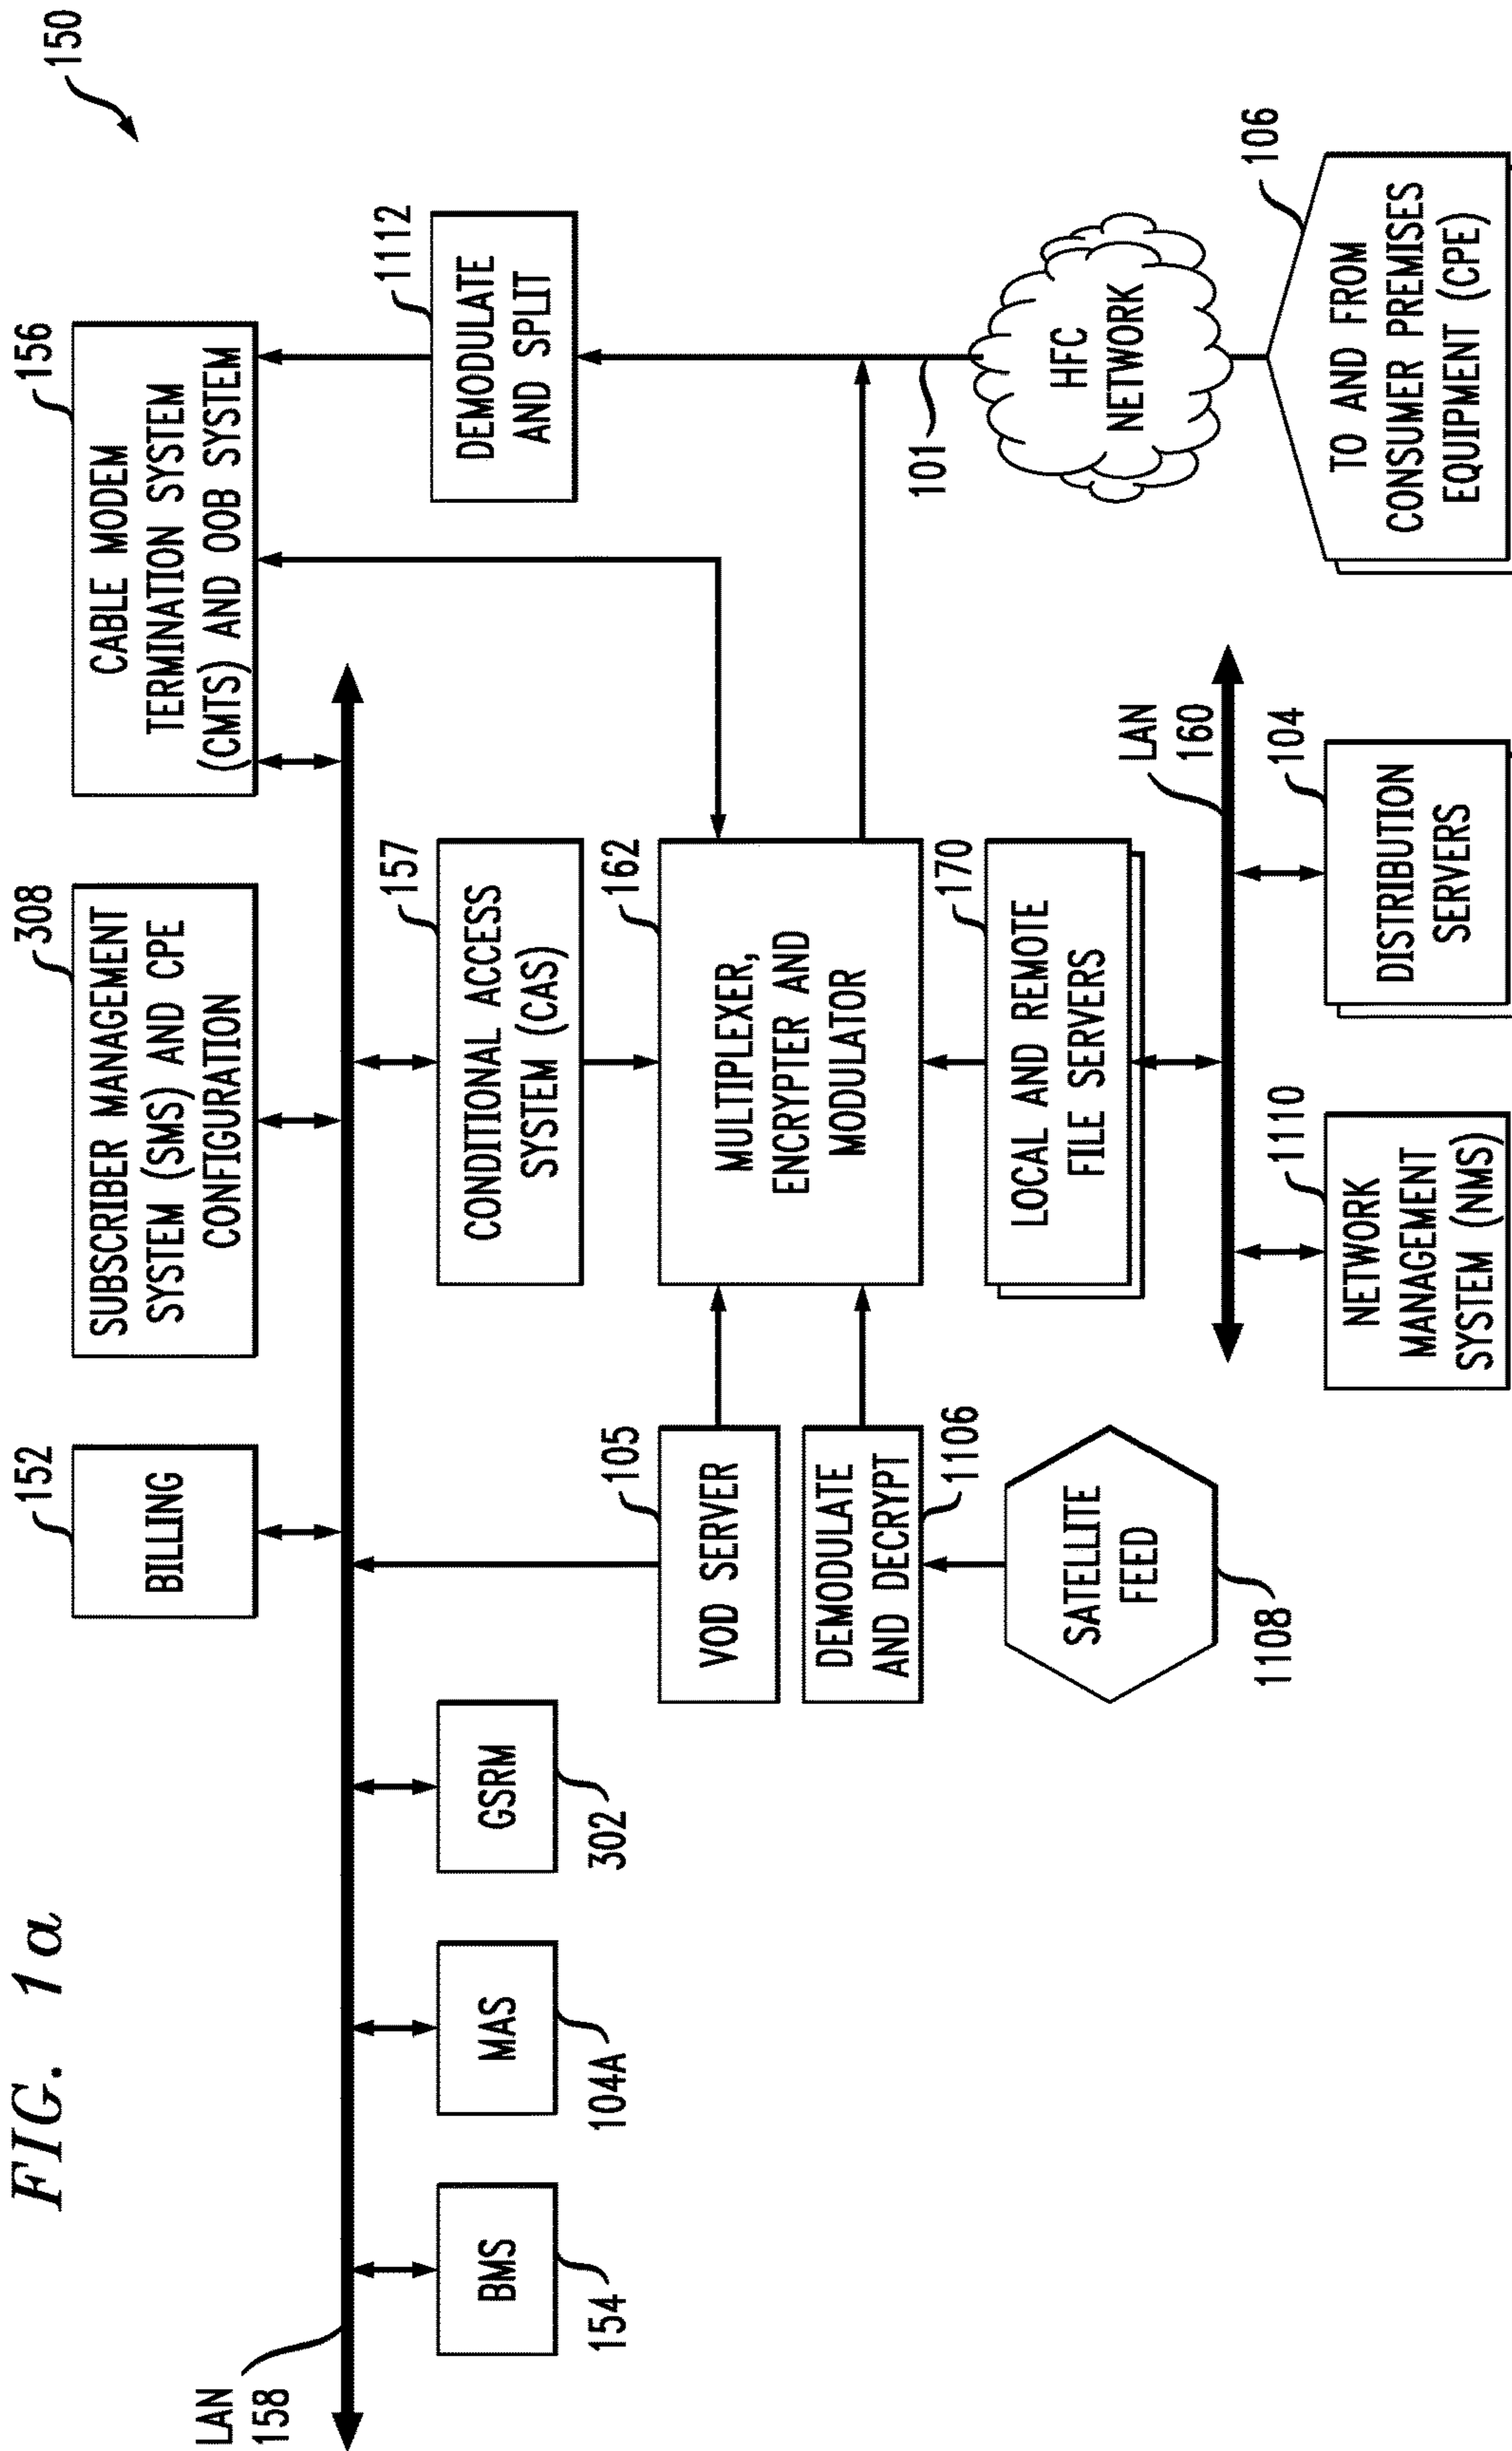 FIG. 1a
150
152
BILLING
308
SUBSCRIBER MANAGEMENT
SYSTEM (SMS) AND CPE
CONFIGURATION
156
CABLE MODEM
TERMINATION SYSTEM
(CMTS) AND OOB SYSTEM
LAN
158
BMS
154
MAS
104A
GSRM
302
157
CONDITIONAL ACCESS
SYSTEM (CAS)
1112
DEMODULATE
AND SPLIT
105
VOD SERVER
162
MULTIPLEXER,
ENCRYPTER AND
MODULATOR
DEMODULATE
AND DECRYPT
1106
SATELLITE
FEED
1108
170
LOCAL AND REMOTE
FILE SERVERS
101
HFC
NETWORK
LAN
160
1110
NETWORK
MANAGEMENT
SYSTEM (NMS)
104
DISTRIBUTION
SERVERS
106
TO AND FROM
CONSUMER PREMISES
EQUIPMENT (CPE)